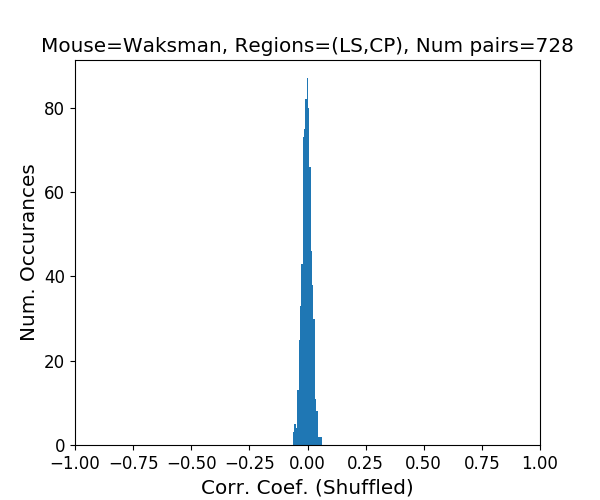 Mouse=Waksman, Regions=(LS,CP), Num pairs=728
80
60
40
20
0
Num. Occurances
−1.00 −0.75 −0.50 −0.25 0.00 0.25 0.50 0.75 1.00
Corr. Coef. (Shuffled)